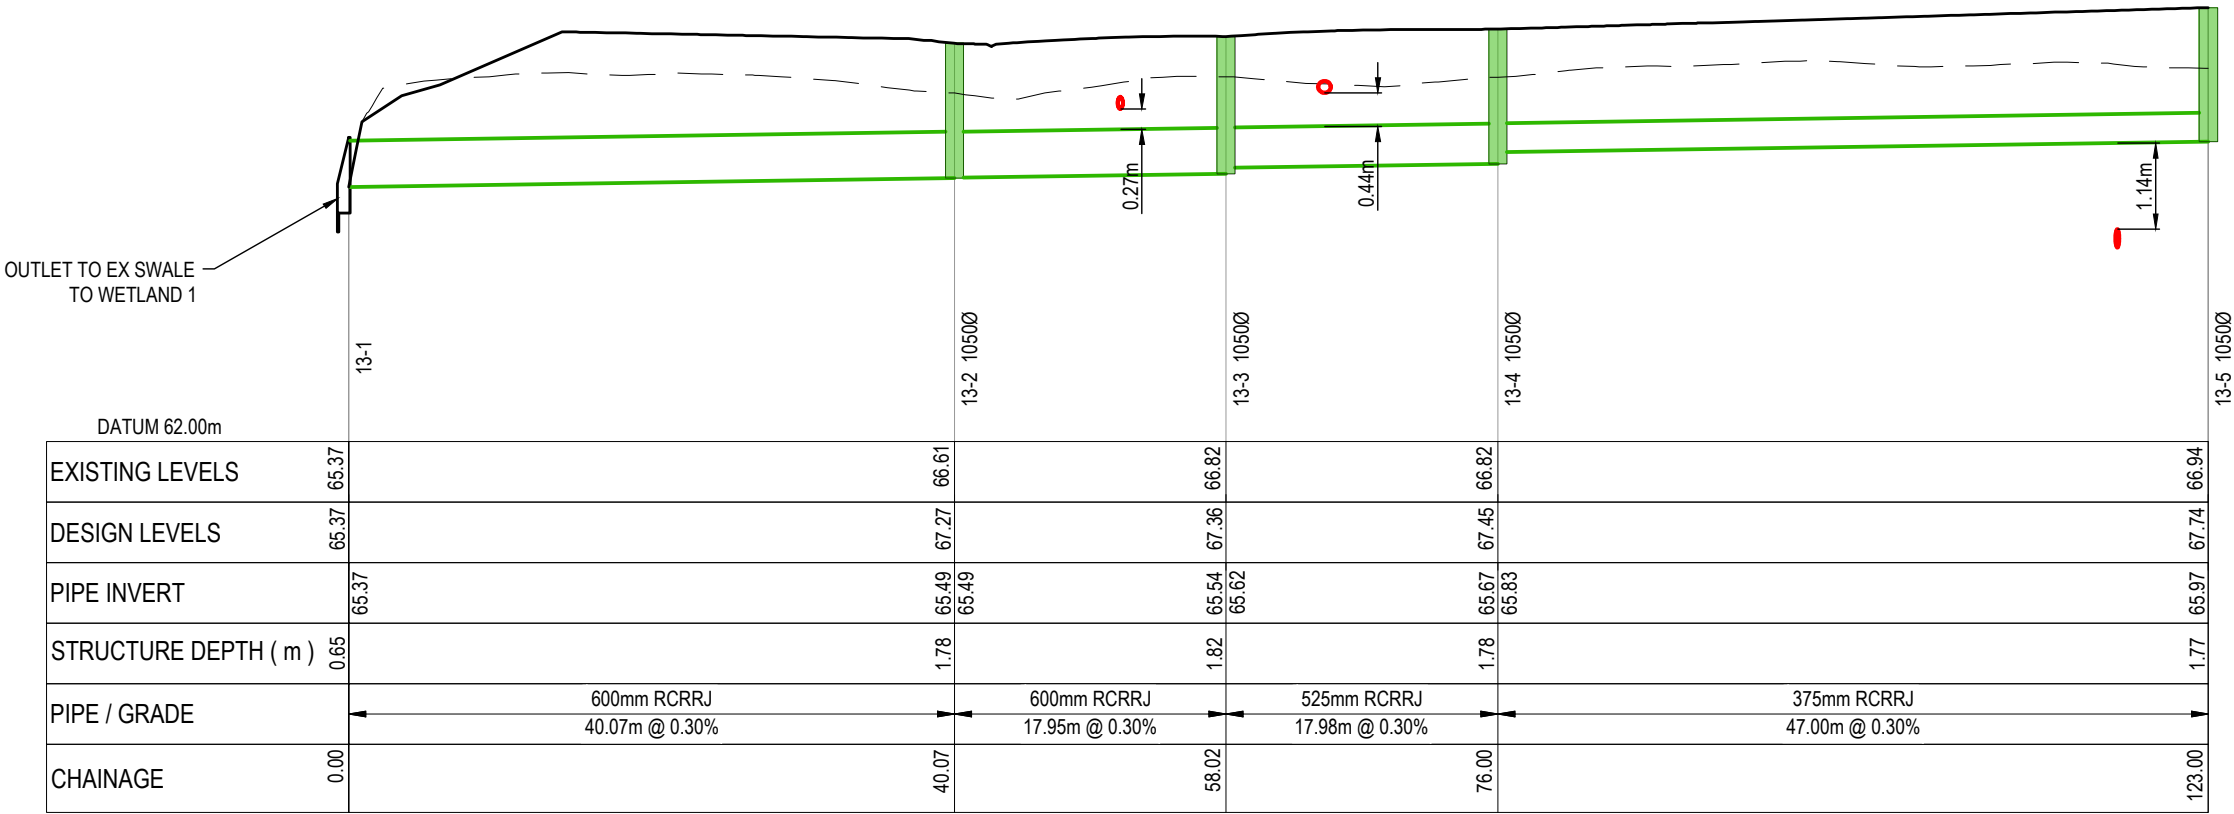 0.27m
0.44m
1.14m
OUTLET TO EX SWALE
TO WETLAND 1
13-1
13-2 1050Ø
13-3 1050Ø
13-4 1050Ø
13-5 1050Ø
DATUM 62.00m
EXISTING LEVELS 65.37 66.61 66.82 66.82 66.94
DESIGN LEVELS 65.37 67.27 67.36 67.45 67.74
PIPE INVERT 65.37 65.49 65.49 65.54 65.62 65.67 65.83 65.97
STRUCTURE DEPTH ( m ) 0.65 1.78 1.82 1.78 1.77
PIPE / GRADE
600mm RCRRJ 600mm RCRRJ 525mm RCRRJ 375mm RCRRJ
40.07m @ 0.30% 17.95m @ 0.30% 17.98m @ 0.30% 47.00m @ 0.30%
CHAINAGE 0.00 40.07 58.02 76.00 123.00